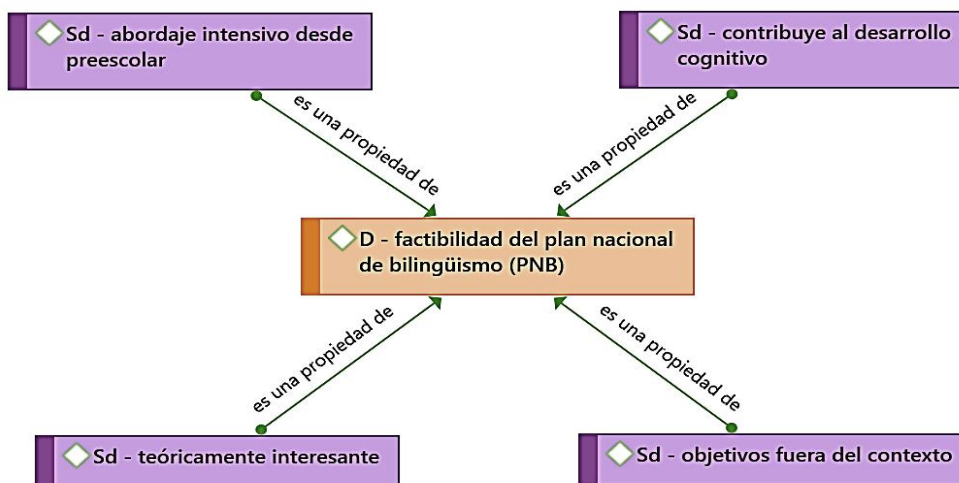 Sd - abordaje intensivo desde
preescolar
Sd - contribuye al desarrollo
cognitivo
es una propiedad de
es una propiedad de
D - factibilidad del plan nacional
de bilingüismo (PNB)
es una propiedad de
es una propiedad de
Sd - teóricamente interesante
Sd - objetivos fuera del contexto